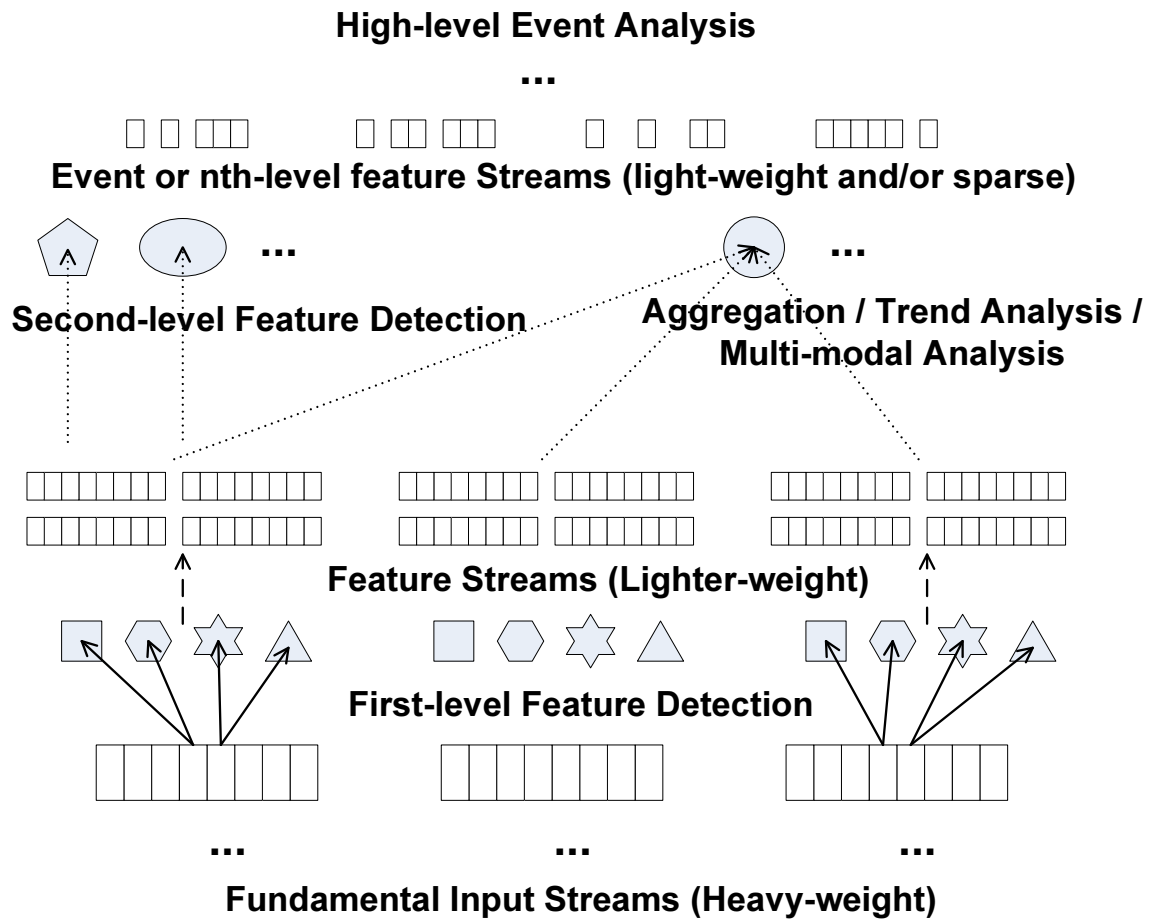 High-level Event Analysis
...
Event or nth-level feature Streams (light-weight and/or sparse)
...
...
Second-level Feature Detection
Aggregation / Trend Analysis /
Multi-modal Analysis
Feature Streams (Lighter-weight)
First-level Feature Detection
...
...
...
Fundamental Input Streams (Heavy-weight)